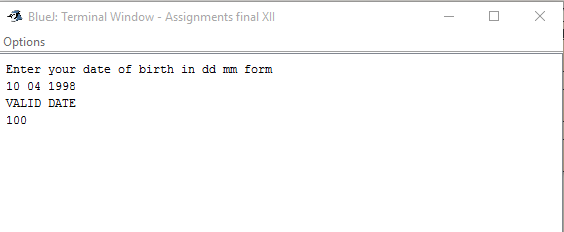 BlueJ: Terminal Window - Assignments final XII
Options
Enter your date of birth in dd mm form
10 04 1998
VALID DATE
100